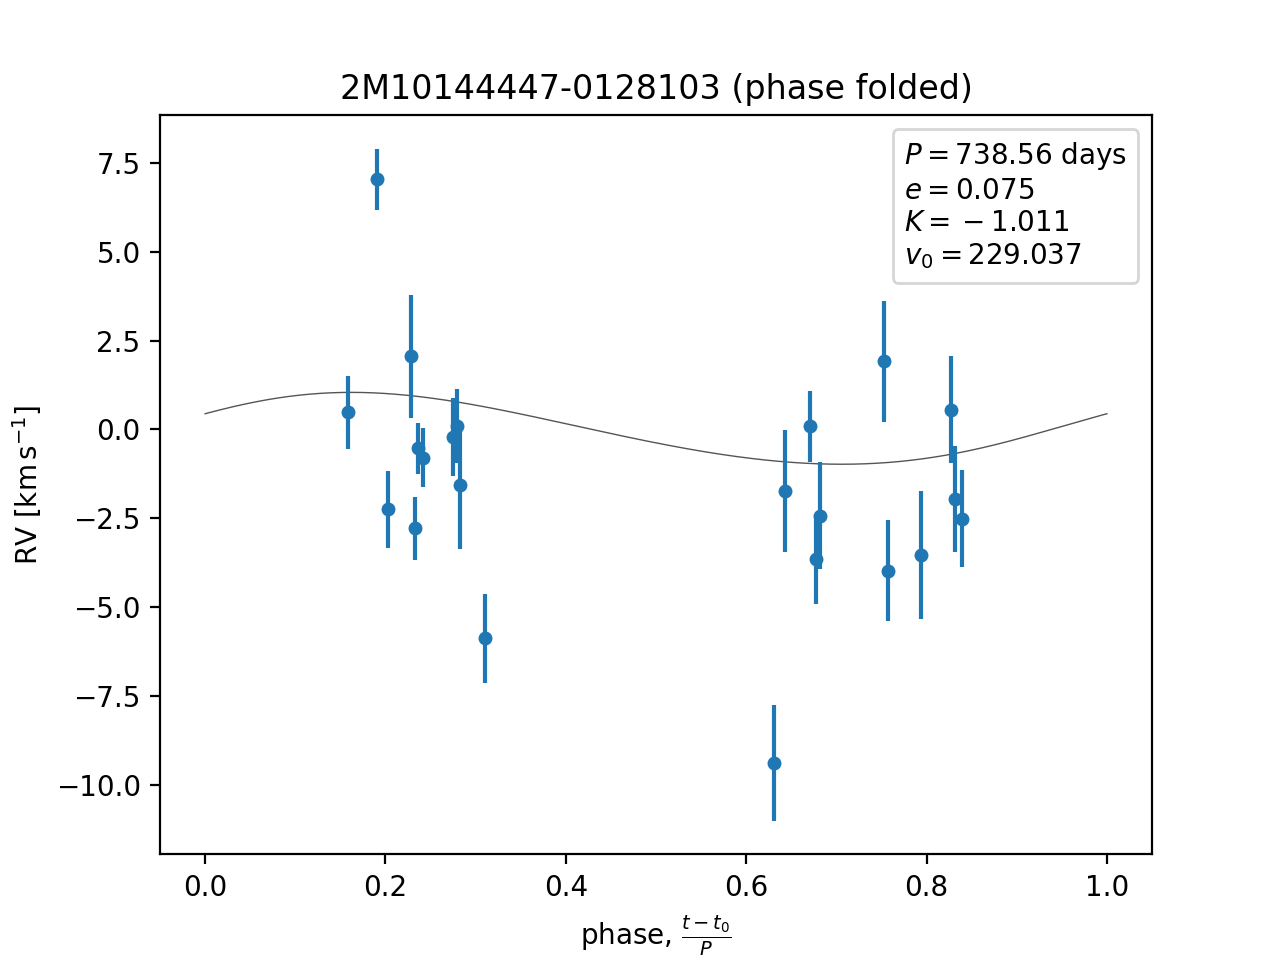 2M10144447-0128103 (phase folded)
P = 738.56 days
e = 0.075
K = −1.011
v₀ = 229.037
7.5
5.0
2.5
0.0
−2.5
−5.0
−7.5
−10.0
RV [km s⁻¹]
0.0 0.2 0.4 0.6 0.8 1.0
phase, (t − t₀)/P